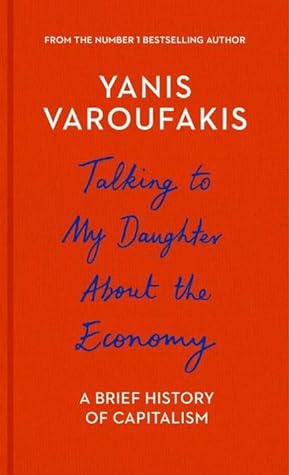 FROM THE NUMBER 1 BESTSELLING AUTHOR
YANIS
VAROUFAKIS
Talking to
My Daughter
About the
Economy
A BRIEF HISTORY
OF CAPITALISM